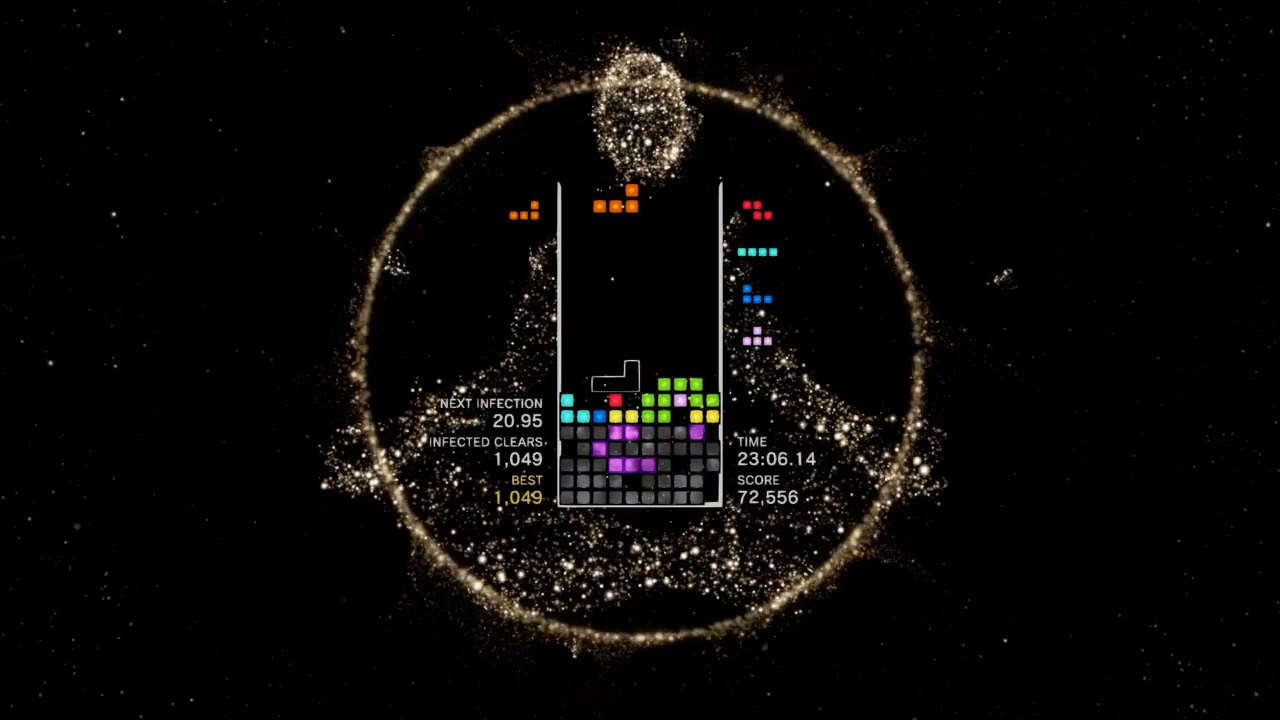 NEXT INFECTION
20.95
INFECTED CLEARS
1,049
BEST
1,049
TIME
23:06.14
SCORE
72,556